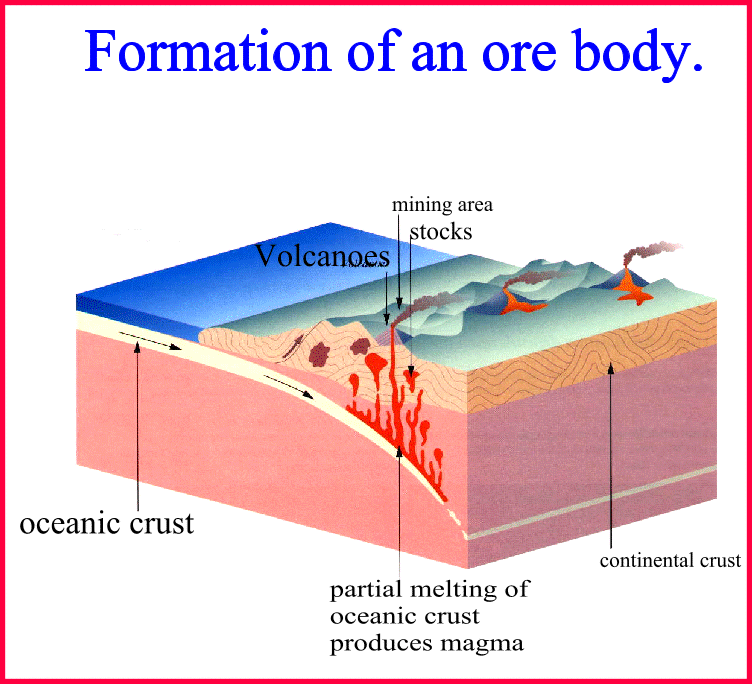 Formation of an ore body.
mining area
stocks
Volcanoes
oceanic crust
continental crust
partial melting of
oceanic crust
produces magma